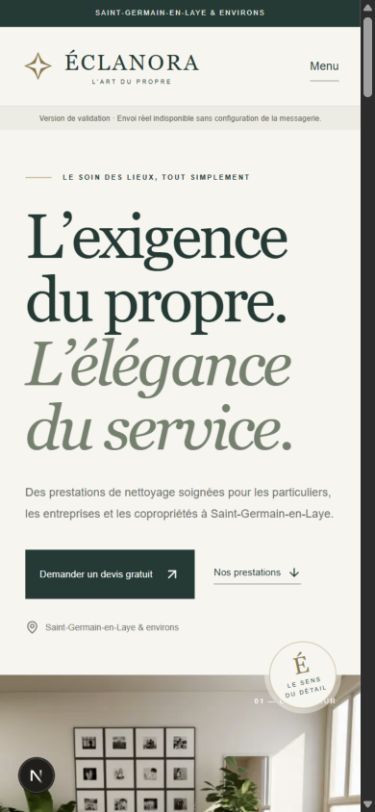 SAINT-GERMAIN-EN-LAYE & ENVIRONS
ÉCLANORA
L'ART DU PROPRE
Menu
Version de validation · Envoi réel indisponible sans configuration de la messagerie.
LE SOIN DES LIEUX, TOUT SIMPLEMENT
L’exigence
du propre.
L’élégance
du service.
Des prestations de nettoyage soignées pour les particuliers,
les entreprises et les copropriétés à Saint-Germain-en-Laye.
Demander un devis gratuit
Nos prestations
Saint-Germain-en-Laye & environs
É
LE SENS
DU DÉTAIL
01 —
N